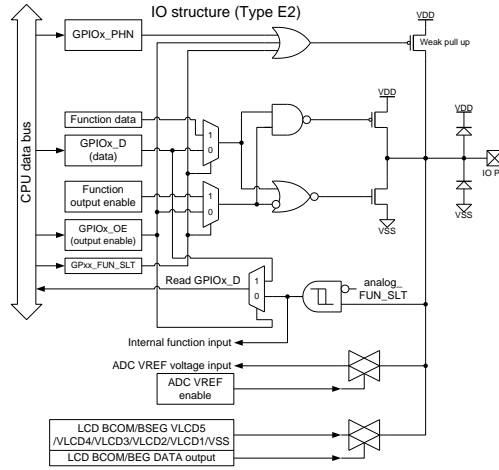 IO structure (Type E2)
VDD
GPIOx_PHN
Weak pull up
CPU data bus
Function data
VDD
VDD
GPIOx_D
(data)
1
0
IO P
Function
output enable
1
0
VSS
VSS
GPIOx_OE
(output enable)
GPxx_FUN_SLT
Read GPIOx_D
1
0
analog_
FUN_SLT
Internal function input
ADC VREF voltage input
ADC VREF
enable
LCD BCOM/BSEG VLCD5
/VLCD4/VLCD3/VLCD2/VLCD1/VSS
LCD BCOM/BEG DATA output